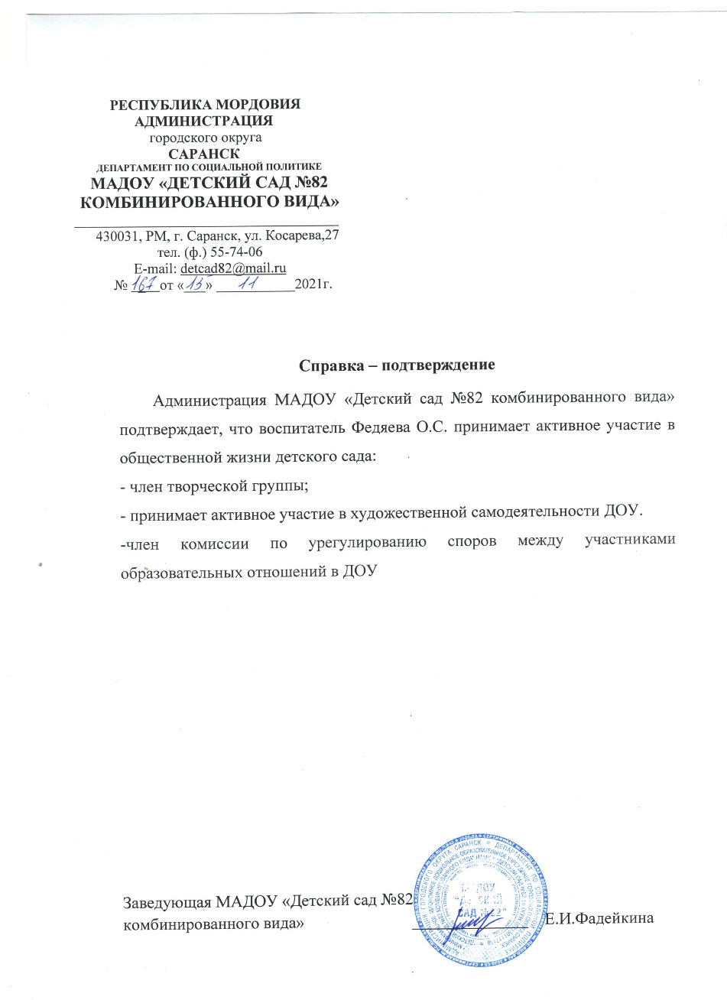 РЕСПУБЛИКА МОРДОВИЯ
АДМИНИСТРАЦИЯ
городского округа
САРАНСК
ДЕПАРТАМЕНТ ПО СОЦИАЛЬНОЙ ПОЛИТИКЕ
МАДОУ «ДЕТСКИЙ САД №82
КОМБИНИРОВАННОГО ВИДА»
430031, РМ, г. Саранск, ул. Косарева,27
тел. (ф.) 55-74-06
E-mail: detcad82@mail.ru
№ 167 от «13» 11 2021г.
Справка – подтверждение
Администрация МАДОУ «Детский сад №82 комбинированного вида»
подтверждает, что воспитатель Федяева О.С. принимает активное участие в
общественной жизни детского сада:
- член творческой группы;
- принимает активное участие в художественной самодеятельности ДОУ.
-член комиссии по урегулированию споров между участниками
образовательных отношений в ДОУ
Заведующая МАДОУ «Детский сад №82
комбинированного вида»
Е.И.Фадейкина